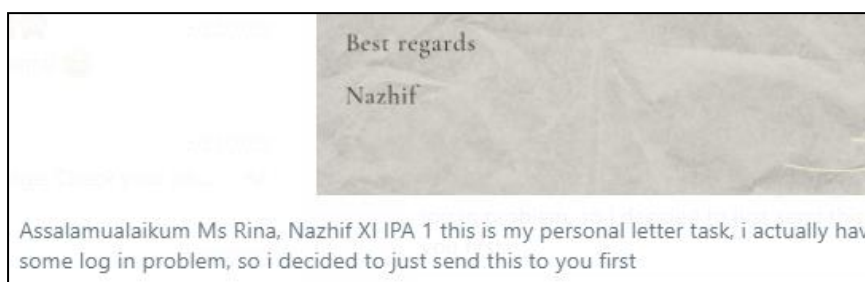 Best regards
Nazhif
Assalamualaikum Ms Rina, Nazhif XI IPA 1 this is my personal letter task, i actually hav
some log in problem, so i decided to just send this to you first